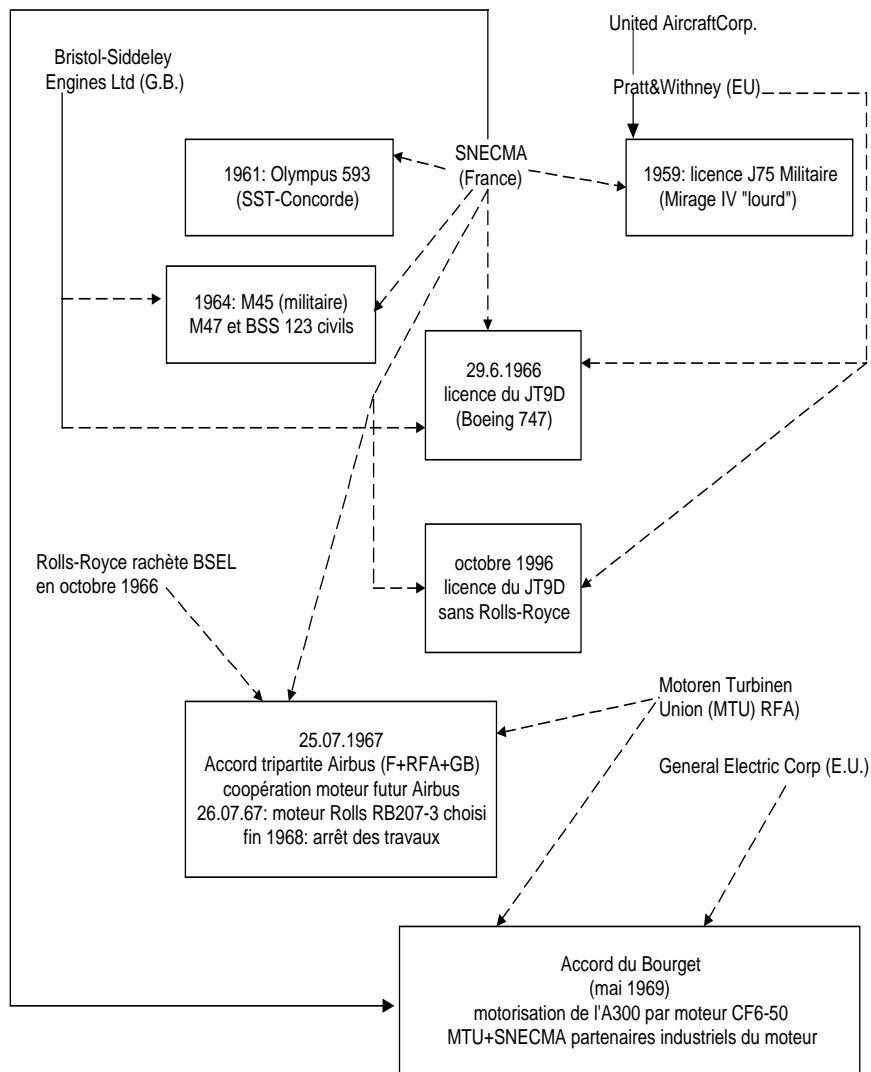 United AircraftCorp.
Bristol-Siddeley
Engines Ltd (G.B.)
Pratt&Withney (EU)
1961: Olympus 593
(SST-Concorde)
SNECMA
(France)
1959: licence J75 Militaire
(Mirage IV "lourd")
1964: M45 (militaire)
M47 et BSS 123 civils
29.6.1966
licence du JT9D
(Boeing 747)
Rolls-Royce rachète BSEL
en octobre 1966
octobre 1996
licence du JT9D
sans Rolls-Royce
Motoren Turbinen
Union (MTU) RFA)
25.07.1967
Accord tripartite Airbus (F+RFA+GB)
coopération moteur futur Airbus
26.07.67: moteur Rolls RB207-3 choisi
fin 1968: arrêt des travaux
General Electric Corp (E.U.)
Accord du Bourget
(mai 1969)
motorisation de l'A300 par moteur CF6-50
MTU+SNECMA partenaires industriels du moteur